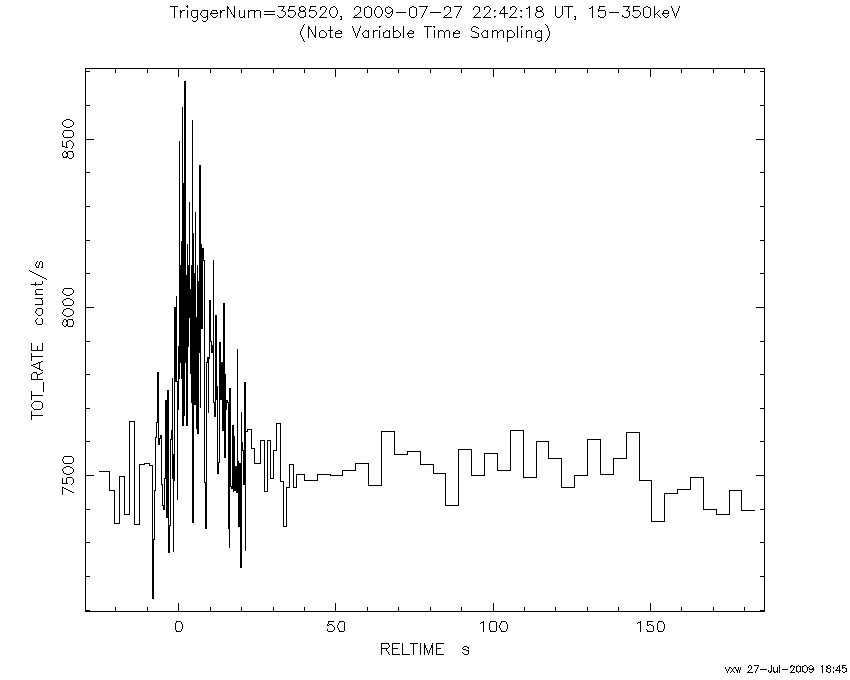 TriggerNum=358520, 2009-07-27 22:42:18 UT, 15-350keV
(Note Variable Time Sampling)
TOT_RATE count/s
8500
8000
7500
0 50 100 150
RELTIME s
vxw 27-Jul-2009 18:45